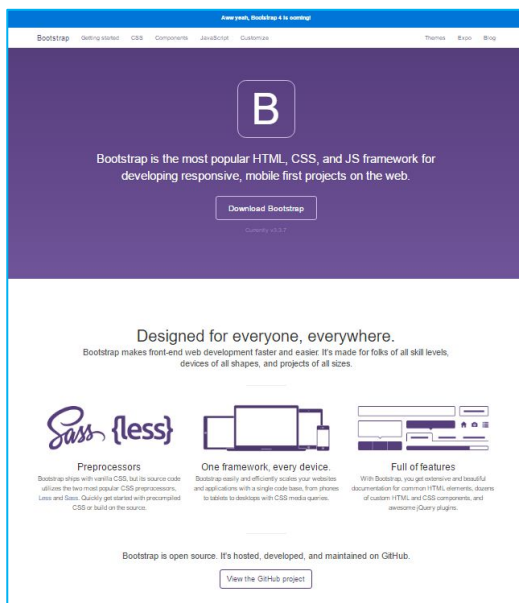 Aww yeah, Bootstrap 4 is coming!
Bootstrap Getting started CSS Components JavaScript Customize Themes Expo Blog
B
Bootstrap is the most popular HTML, CSS, and JS framework for
developing responsive, mobile first projects on the web.
Download Bootstrap
Currently v3.3.7
Designed for everyone, everywhere.
Bootstrap makes front-end web development faster and easier. It's made for folks of all skill levels,
devices of all shapes, and projects of all sizes.
Sass {less}
Preprocessors
Bootstrap ships with vanilla CSS, but its source code
utilizes the two most popular CSS preprocessors,
Less and Sass. Quickly get started with precompiled
CSS or build on the source.
One framework, every device.
Bootstrap easily and efficiently scales your websites
and applications with a single code base, from phones
to tablets to desktops with CSS media queries.
Full of features
With Bootstrap, you get extensive and beautiful
documentation for common HTML elements, dozens
of custom HTML and CSS components, and
awesome jQuery plugins.
Bootstrap is open source. It's hosted, developed, and maintained on GitHub.
View the GitHub project